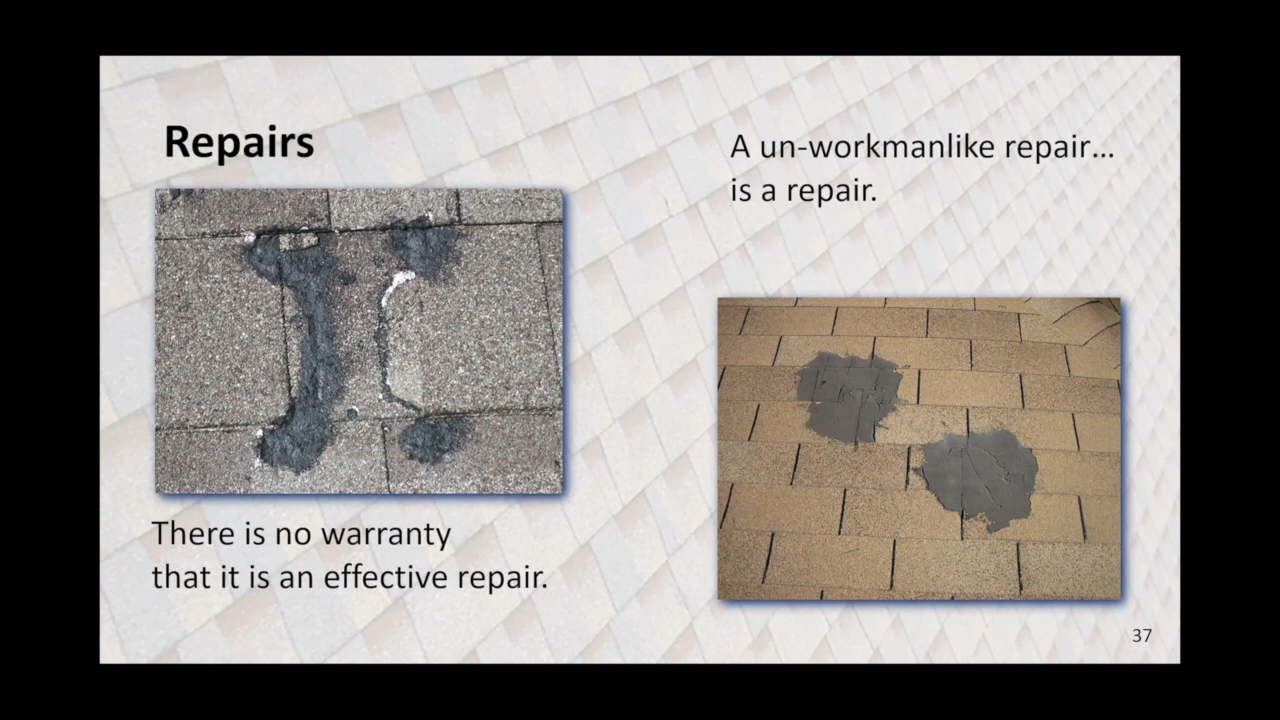 Repairs
A un-workmanlike repair...
is a repair.
There is no warranty
that it is an effective repair.
37